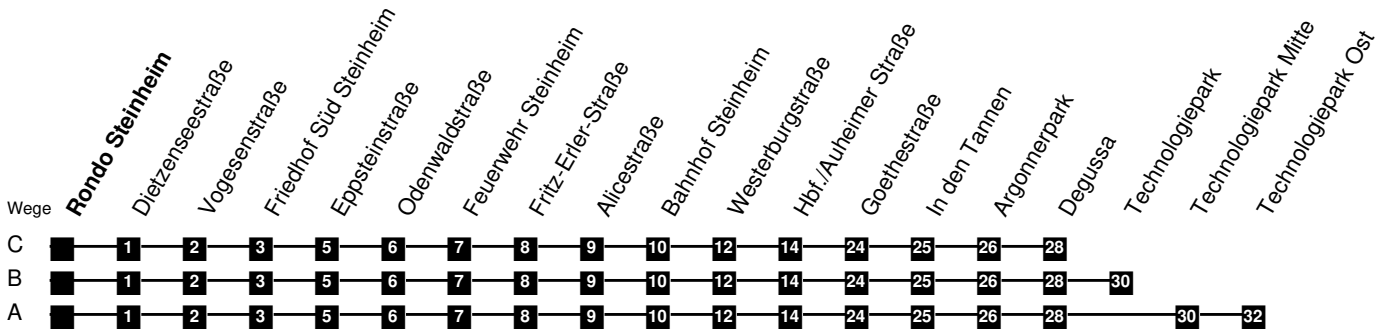 Rondo Steinheim
Dietzenseestraße
Vogesenstraße
Friedhof Süd Steinheim
Eppsteinstraße
Odenwaldstraße
Feuerwehr Steinheim
Fritz-Erler-Straße
Alicestraße
Bahnhof Steinheim
Westerburgstraße
Hbf./Auheimer Straße
Goethestraße
In den Tannen
Argonnerpark
Degussa
Technologiepark
Technologiepark Mitte
Technologiepark Ost
Wege
C 1 2 3 5 6 7 8 9 10 12 14 24 25 26 28
B 1 2 3 5 6 7 8 9 10 12 14 24 25 26 28 30
A 1 2 3 5 6 7 8 9 10 12 14 24 25 26 28 30 32